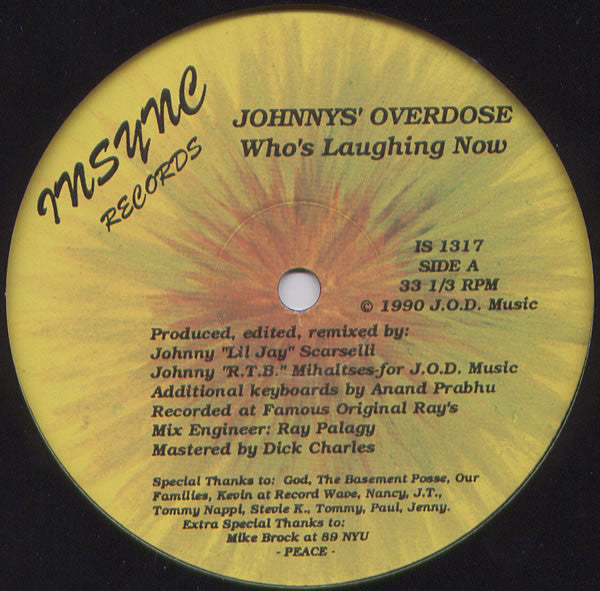 INSYNC
RECORDS
JOHNNYS' OVERDOSE
Who's Laughing Now
IS 1317
SIDE A
33 1/3 RPM
© 1990 J.O.D. Music
Produced, edited, remixed by:
Johnny "Lil Jay" Scarselli
Johnny "R.T.B." Mihaltses for J.O.D. Music
Additional keyboards by Anand Prabhu
Recorded at Famous Original Ray's
Mix Engineer: Ray Palagy
Mastered by Dick Charles
Special Thanks to: God, The Basement Posse, Our
Families, Kevin at Record Wave, Nancy, J.T.,
Tommy Nappi, Stevie K., Tommy, Paul, Jenny.
Extra Special Thanks to:
Mike Brock at 89 NYU
- PEACE -